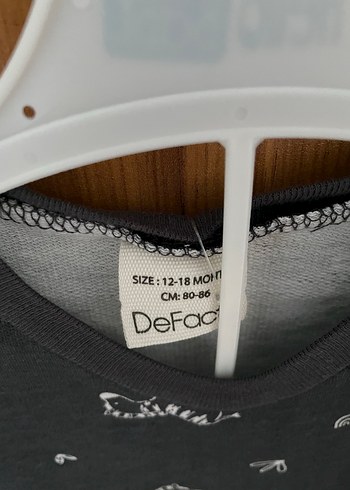 SIZE : 12-18 MONT
CM: 80-86
DeFact